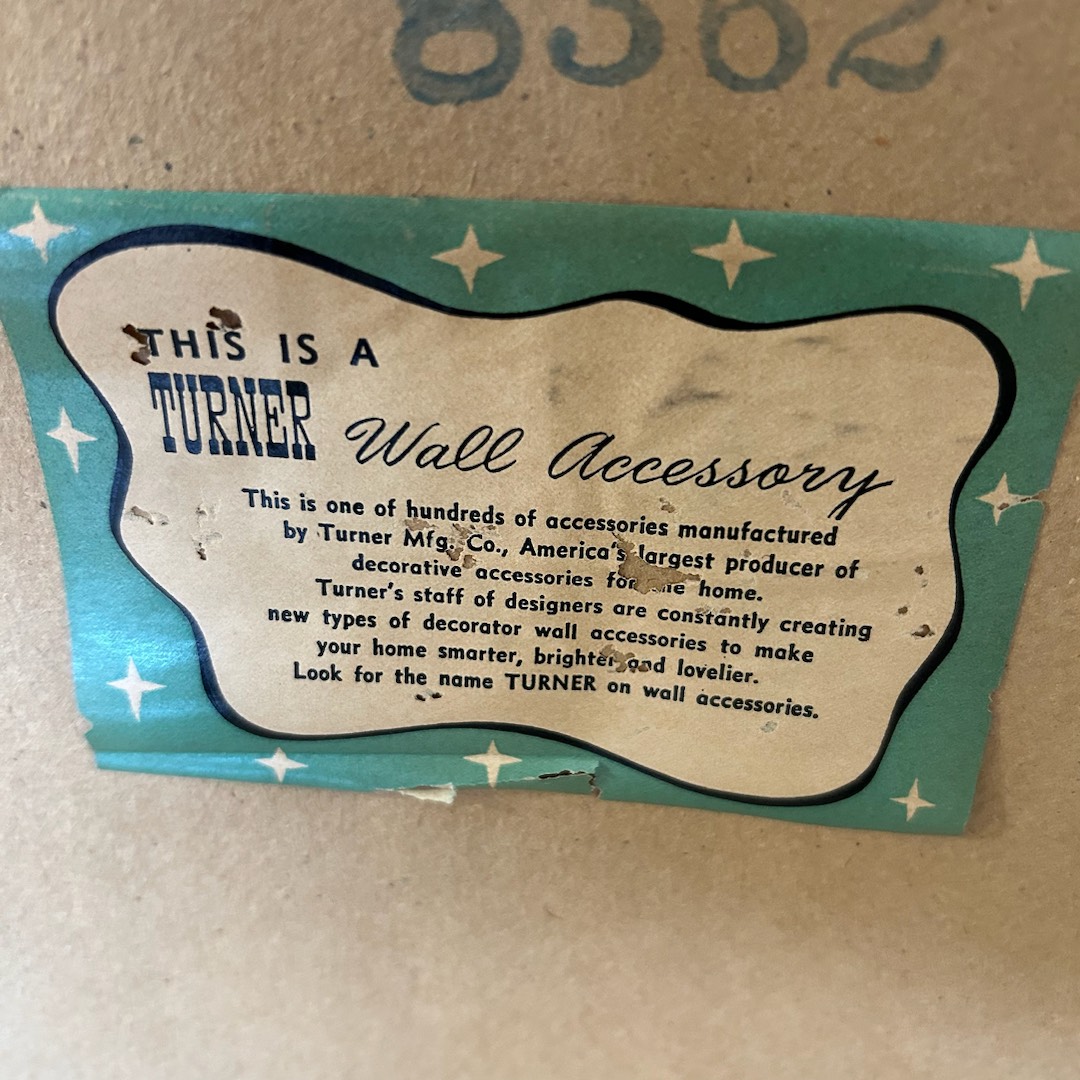 8362
THIS IS A
TURNER Wall Accessory
This is one of hundreds of accessories manufactured
by Turner Mfg. Co., America's largest producer of
decorative accessories for the home.
Turner's staff of designers are constantly creating
new types of decorator wall accessories to make
your home smarter, brighter and lovelier.
Look for the name TURNER on wall accessories.